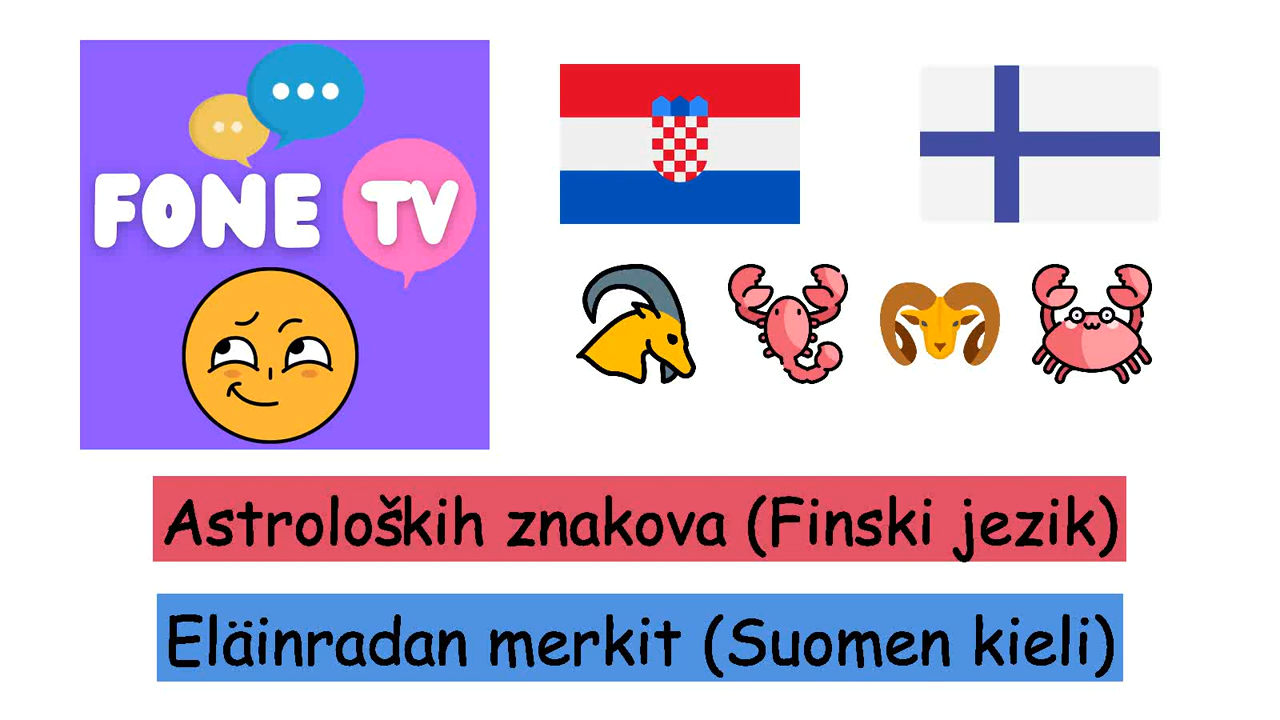 FONE TV
Astroloških znakova (Finski jezik)
Eläinradan merkit (Suomen kieli)